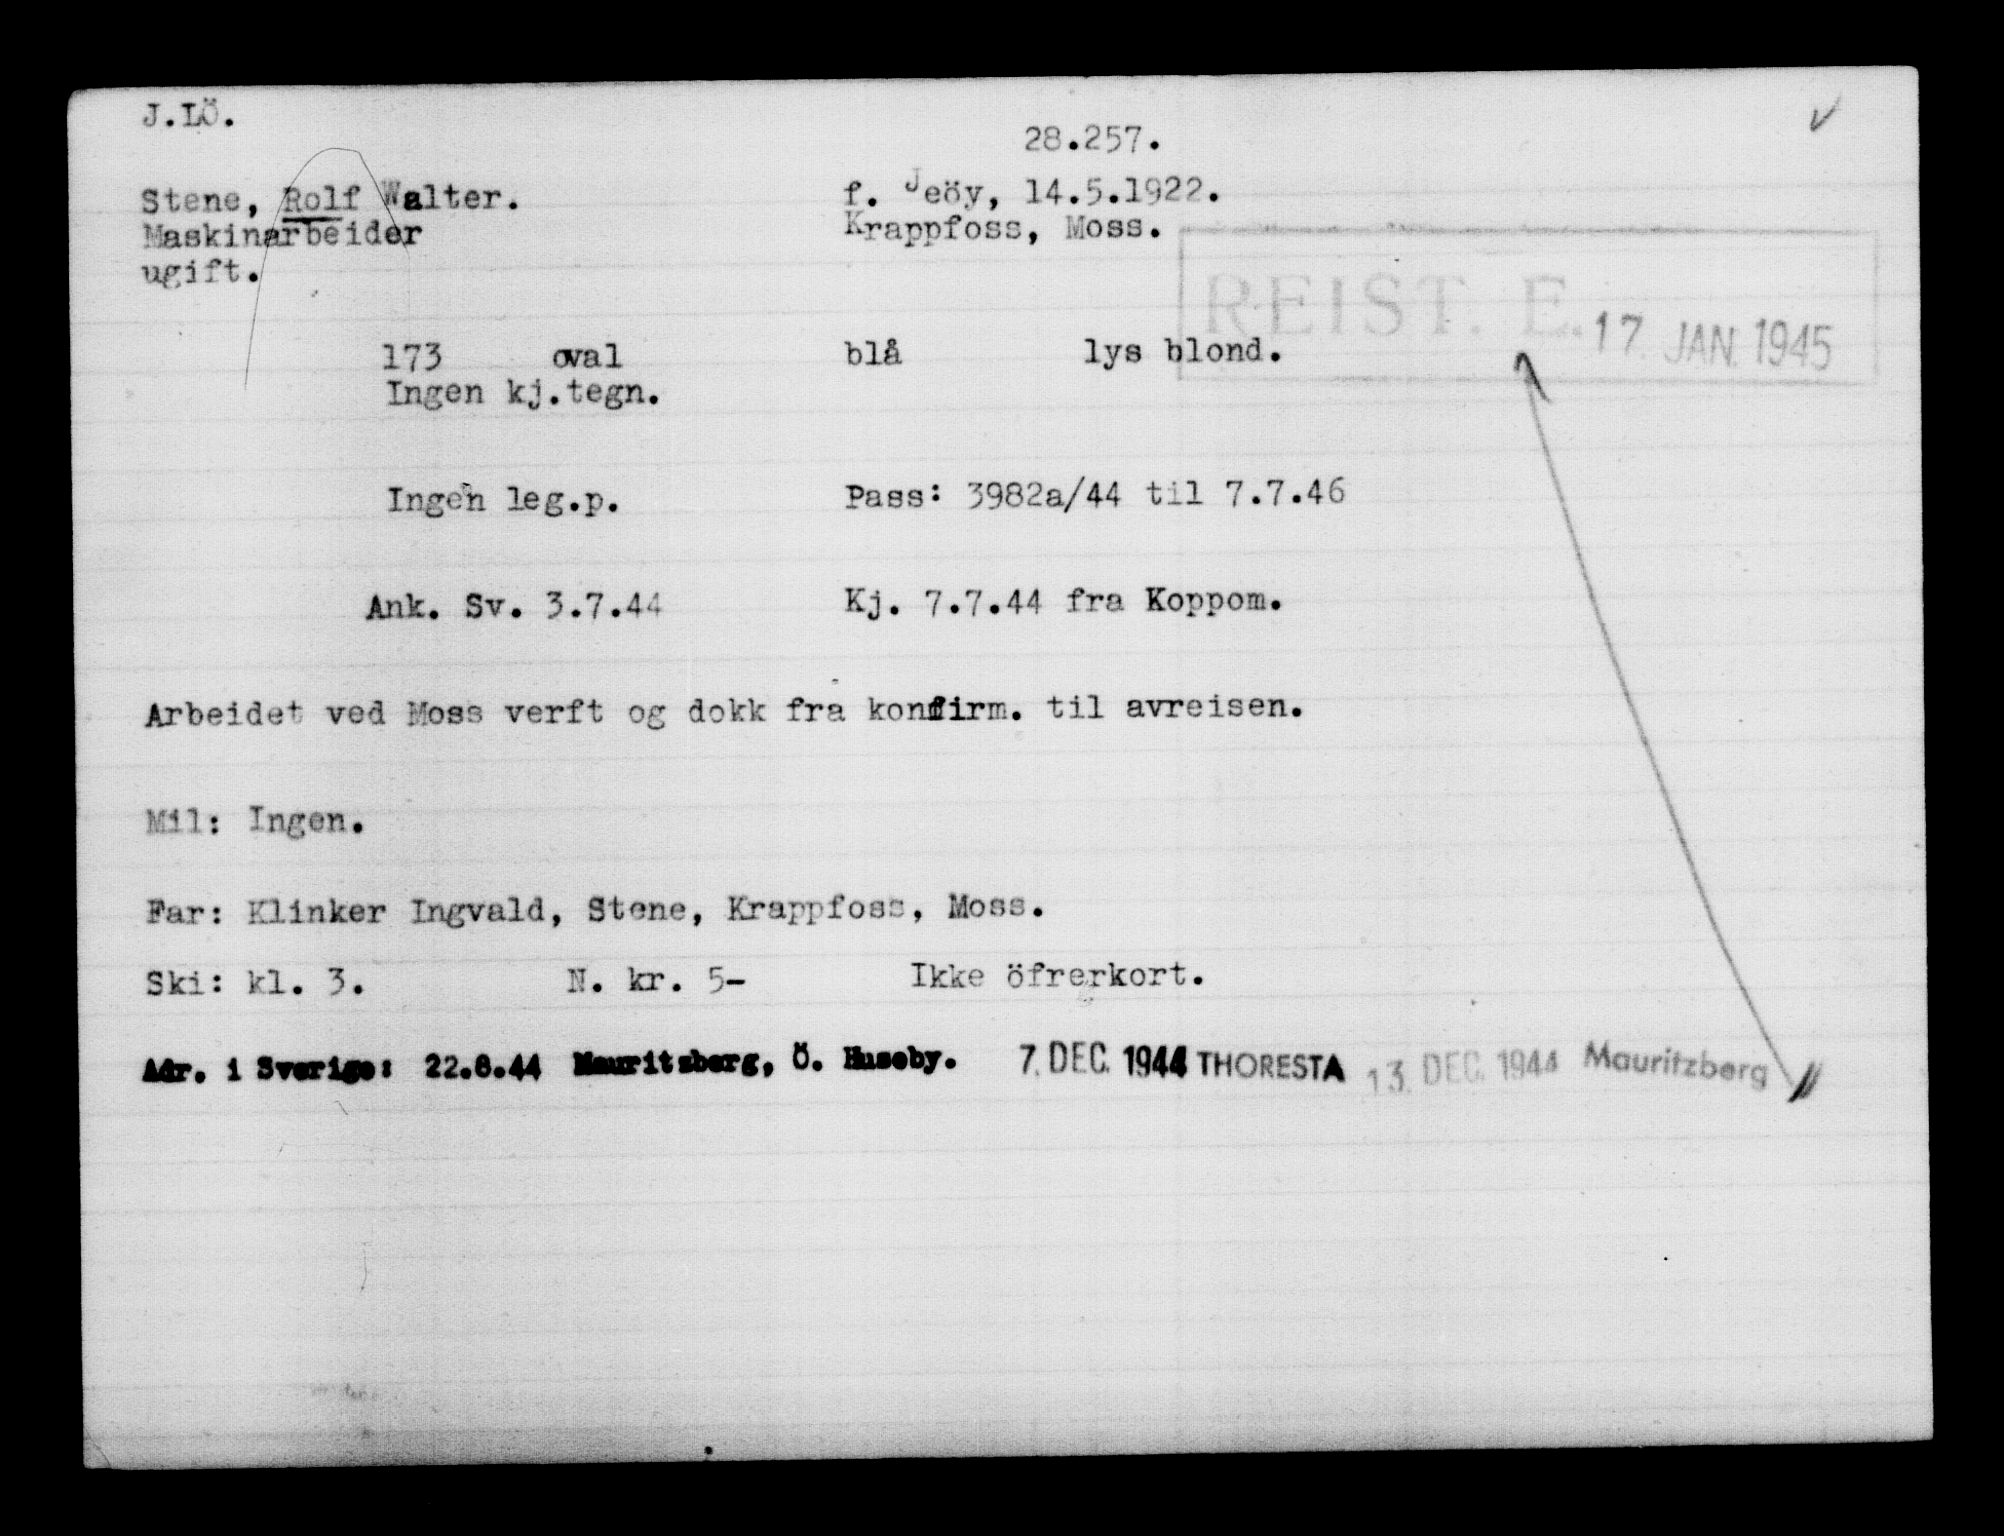 J.LÖ.
28.257.
Stene, Rolf Walter. f. Jeöy, 14.5.1922.
Maskinarbeider Krappfoss, Moss.
ugift.
REIST. E. 17. JAN. 1945
173 oval blå lys blond.
Ingen kj.tegn.
Ingen leg.p. Pass: 3982a/44 til 7.7.46
Ank. Sv. 3.7.44 Kj. 7.7.44 fra Koppom.
Arbeidet ved Moss verft og dokk fra konfirm. til avreisen.
Mil: Ingen.
Far: Klinker Ingvald, Stene, Krappfoss, Moss.
Ski: kl. 3. N. kr. 5- Ikke öfrerkort.
Adr. i Sverige: 22.8.44 Mauritzberg, Ö. Huseby. 7. DEC. 1944 THORESTA 13. DEC. 1944 Mauritzberg